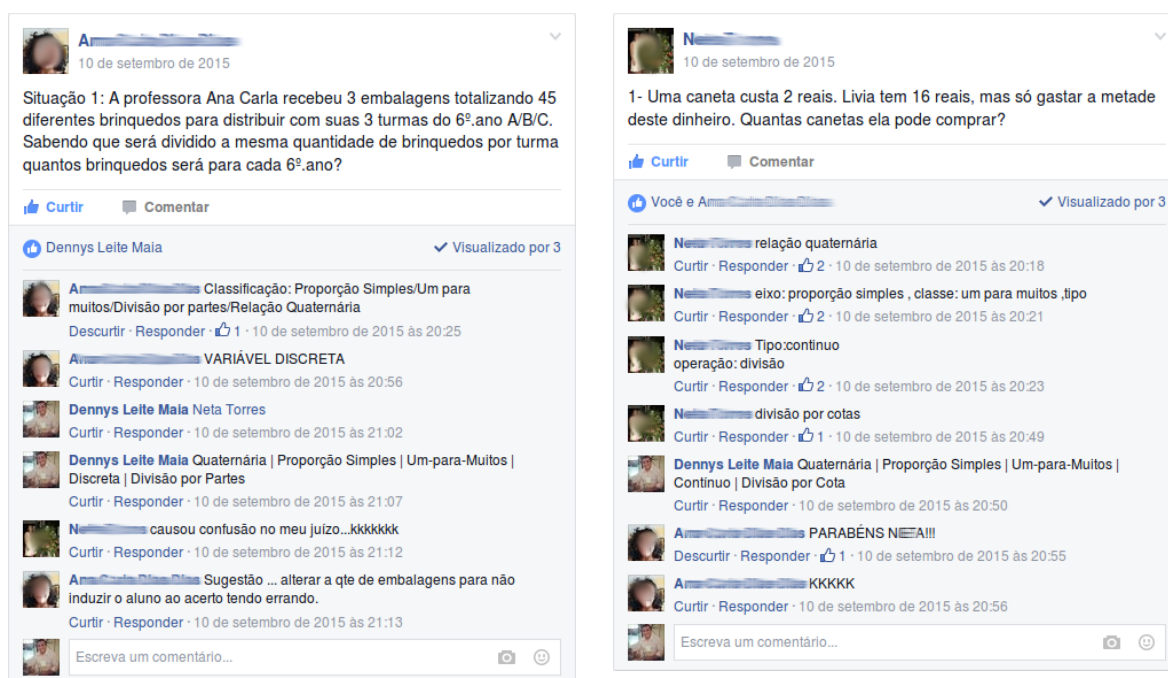 10 de setembro de 2015
Situação 1: A professora Ana Carla recebeu 3 embalagens totalizando 45
diferentes brinquedos para distribuir com suas 3 turmas do 6º.ano A/B/C.
Sabendo que será dividido a mesma quantidade de brinquedos por turma
quantos brinquedos será para cada 6º.ano?
Curtir Comentar
Dennys Leite Maia Visualizado por 3
Classificação: Proporção Simples/Um para
muitos/Divisão por partes/Relação Quaternária
Descurtir · Responder · 1 · 10 de setembro de 2015 às 20:25
VARIÁVEL DISCRETA
Curtir · Responder · 10 de setembro de 2015 às 20:56
Dennys Leite Maia Neta Torres
Curtir · Responder · 10 de setembro de 2015 às 21:02
Dennys Leite Maia Quaternária | Proporção Simples | Um-para-Muitos |
Discreta | Divisão por Partes
Curtir · Responder · 10 de setembro de 2015 às 21:07
causou confusão no meu juízo...kkkkkkk
Curtir · Responder · 10 de setembro de 2015 às 21:12
Sugestão ... alterar a qte de embalagens para não
induzir o aluno ao acerto tendo errando.
Curtir · Responder · 10 de setembro de 2015 às 21:13
Escreva um comentário...
10 de setembro de 2015
1- Uma caneta custa 2 reais. Livia tem 16 reais, mas só gastar a metade
deste dinheiro. Quantas canetas ela pode comprar?
Curtir Comentar
Você e Visualizado por 3
relação quaternária
Curtir · Responder · 2 · 10 de setembro de 2015 às 20:18
eixo: proporção simples , classe: um para muitos ,tipo
Curtir · Responder · 2 · 10 de setembro de 2015 às 20:21
Tipo:continuo
operação: divisão
Curtir · Responder · 2 · 10 de setembro de 2015 às 20:23
divisão por cotas
Curtir · Responder · 1 · 10 de setembro de 2015 às 20:49
Dennys Leite Maia Quaternária | Proporção Simples | Um-para-Muitos |
Contínuo | Divisão por Cota
Curtir · Responder · 10 de setembro de 2015 às 20:50
PARABÉNS
Descurtir · Responder · 1 · 10 de setembro de 2015 às 20:55
KKKKK
Curtir · Responder · 10 de setembro de 2015 às 20:56
Escreva um comentário...